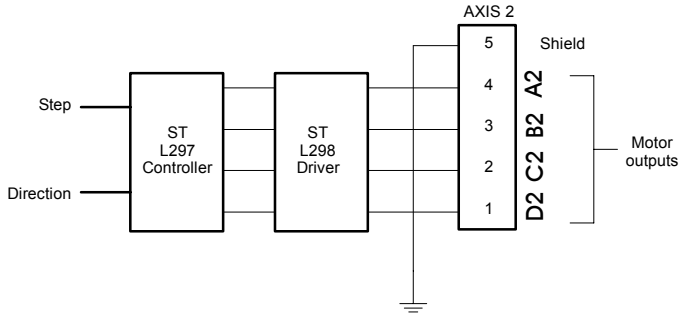 AXIS 2
5
Shield
4
A2
Step
ST
L297
Controller
ST
L298
Driver
3
B2
Motor
outputs
2
C2
Direction
1
D2